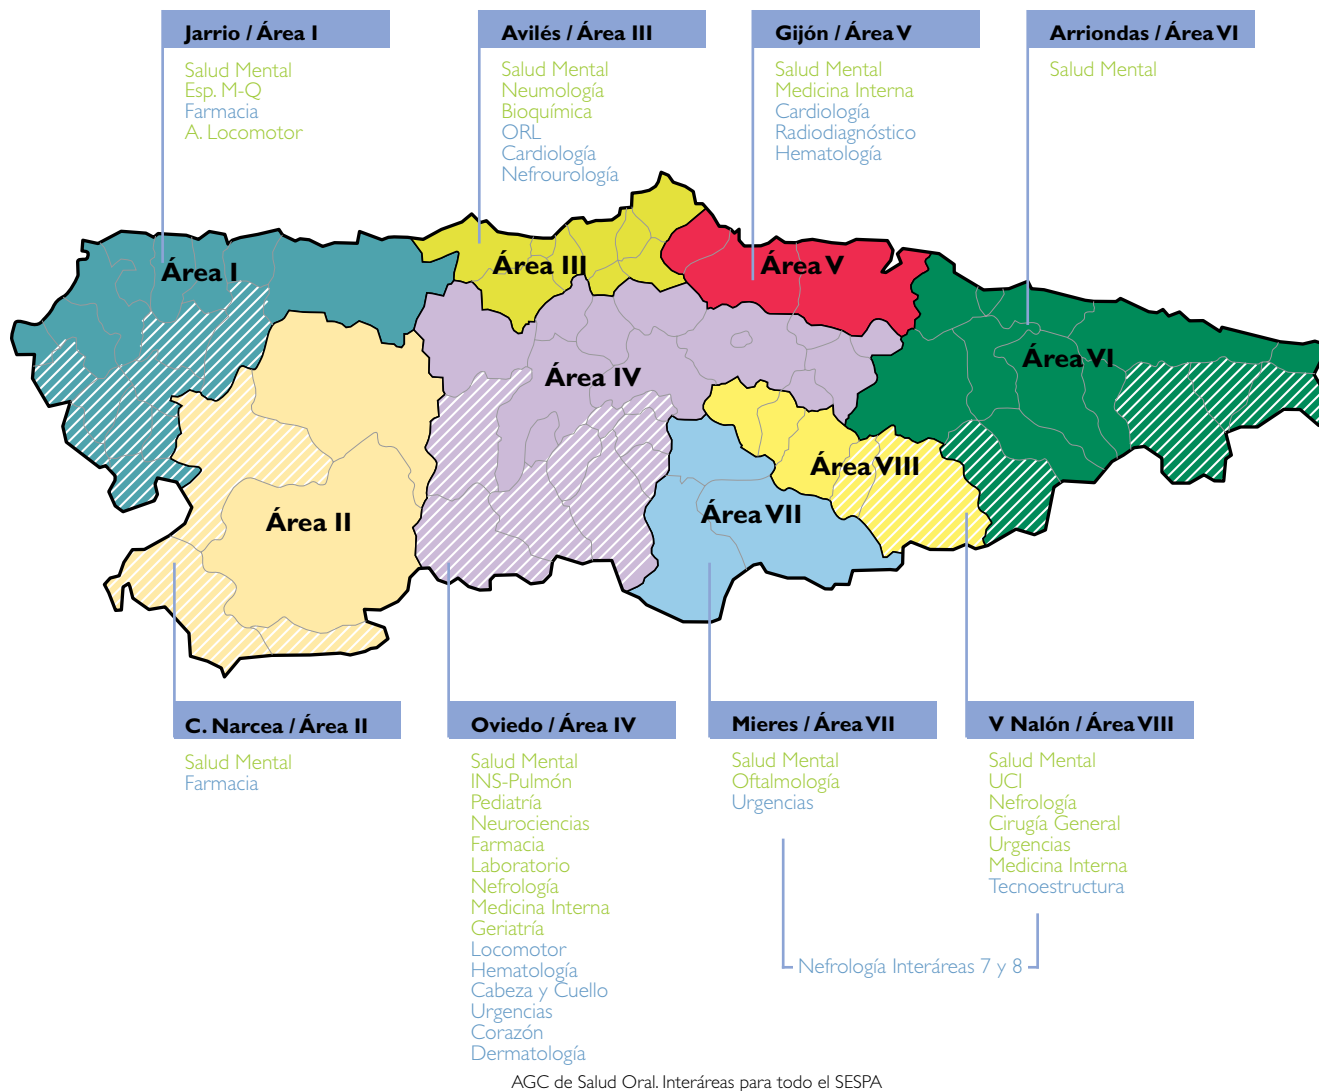 Jarrio / Área I
Salud Mental
Esp. M-Q
Farmacia
A. Locomotor
Avilés / Área III
Salud Mental
Neumología
Bioquímica
ORL
Cardiología
Nefrourología
Gijón / Área V
Salud Mental
Medicina Interna
Cardiología
Radiodiagnóstico
Hematología
Arriondas / Área VI
Salud Mental
Área I
Área III
Área V
Área IV
Área VI
Área II
Área VII
Área VIII
C. Narcea / Área II
Salud Mental
Farmacia
Oviedo / Área IV
Salud Mental
INS-Pulmón
Pediatría
Neurociencias
Farmacia
Laboratorio
Nefrología
Medicina Interna
Geriatría
Locomotor
Hematología
Cabeza y Cuello
Urgencias
Corazón
Dermatología
Mieres / Área VII
Salud Mental
Oftalmología
Urgencias
V Nalón / Área VIII
Salud Mental
UCI
Nefrología
Cirugía General
Urgencias
Medicina Interna
Tecnoestructura
Nefrología Interáreas 7 y 8
AGC de Salud Oral. Interáreas para todo el SESPA